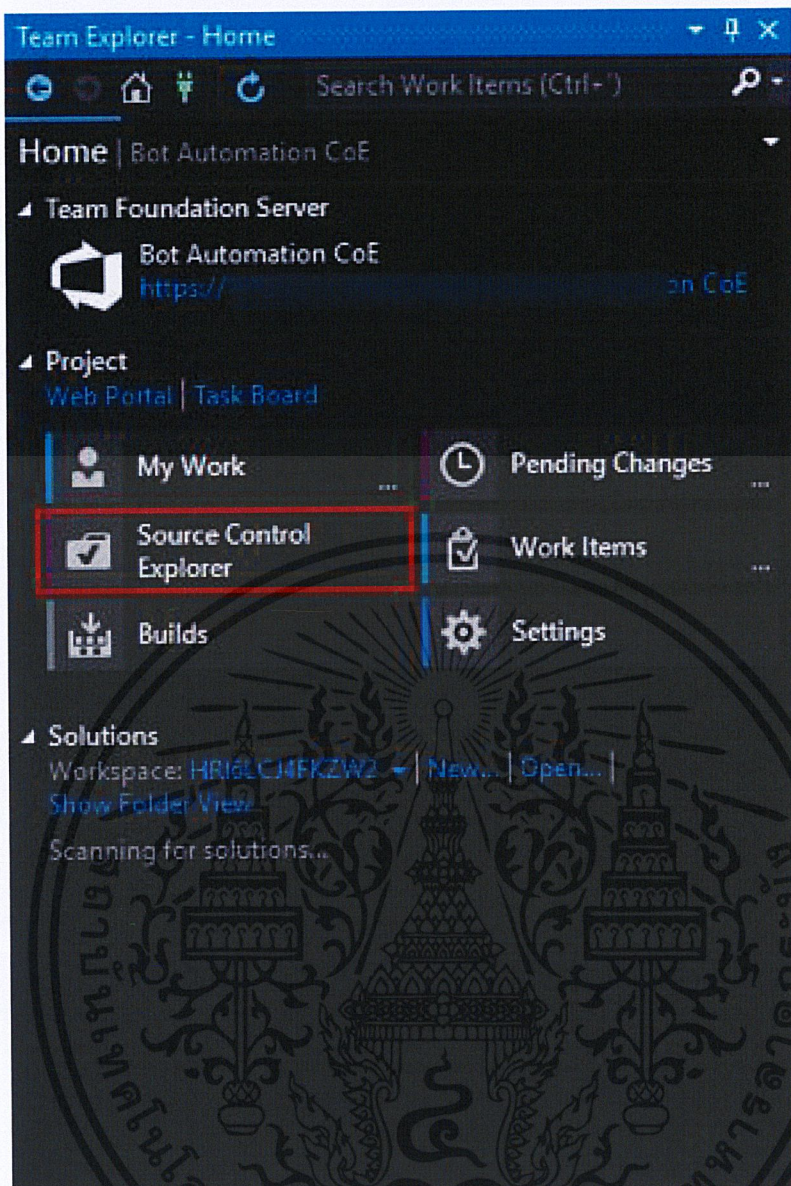 Team Explorer - Home
Search Work Items (Ctrl+')
Home | Bot Automation CoE
Team Foundation Server
Bot Automation CoE
https:// on CoE
Project
Web Portal | Task Board
My Work ...
Pending Changes ...
Source Control
Explorer
Work Items ...
Builds
Settings
Solutions
Workspace: HRI6LCJ4FKZW2 | New... | Open... |
Show Folder View
Scanning for solutions...